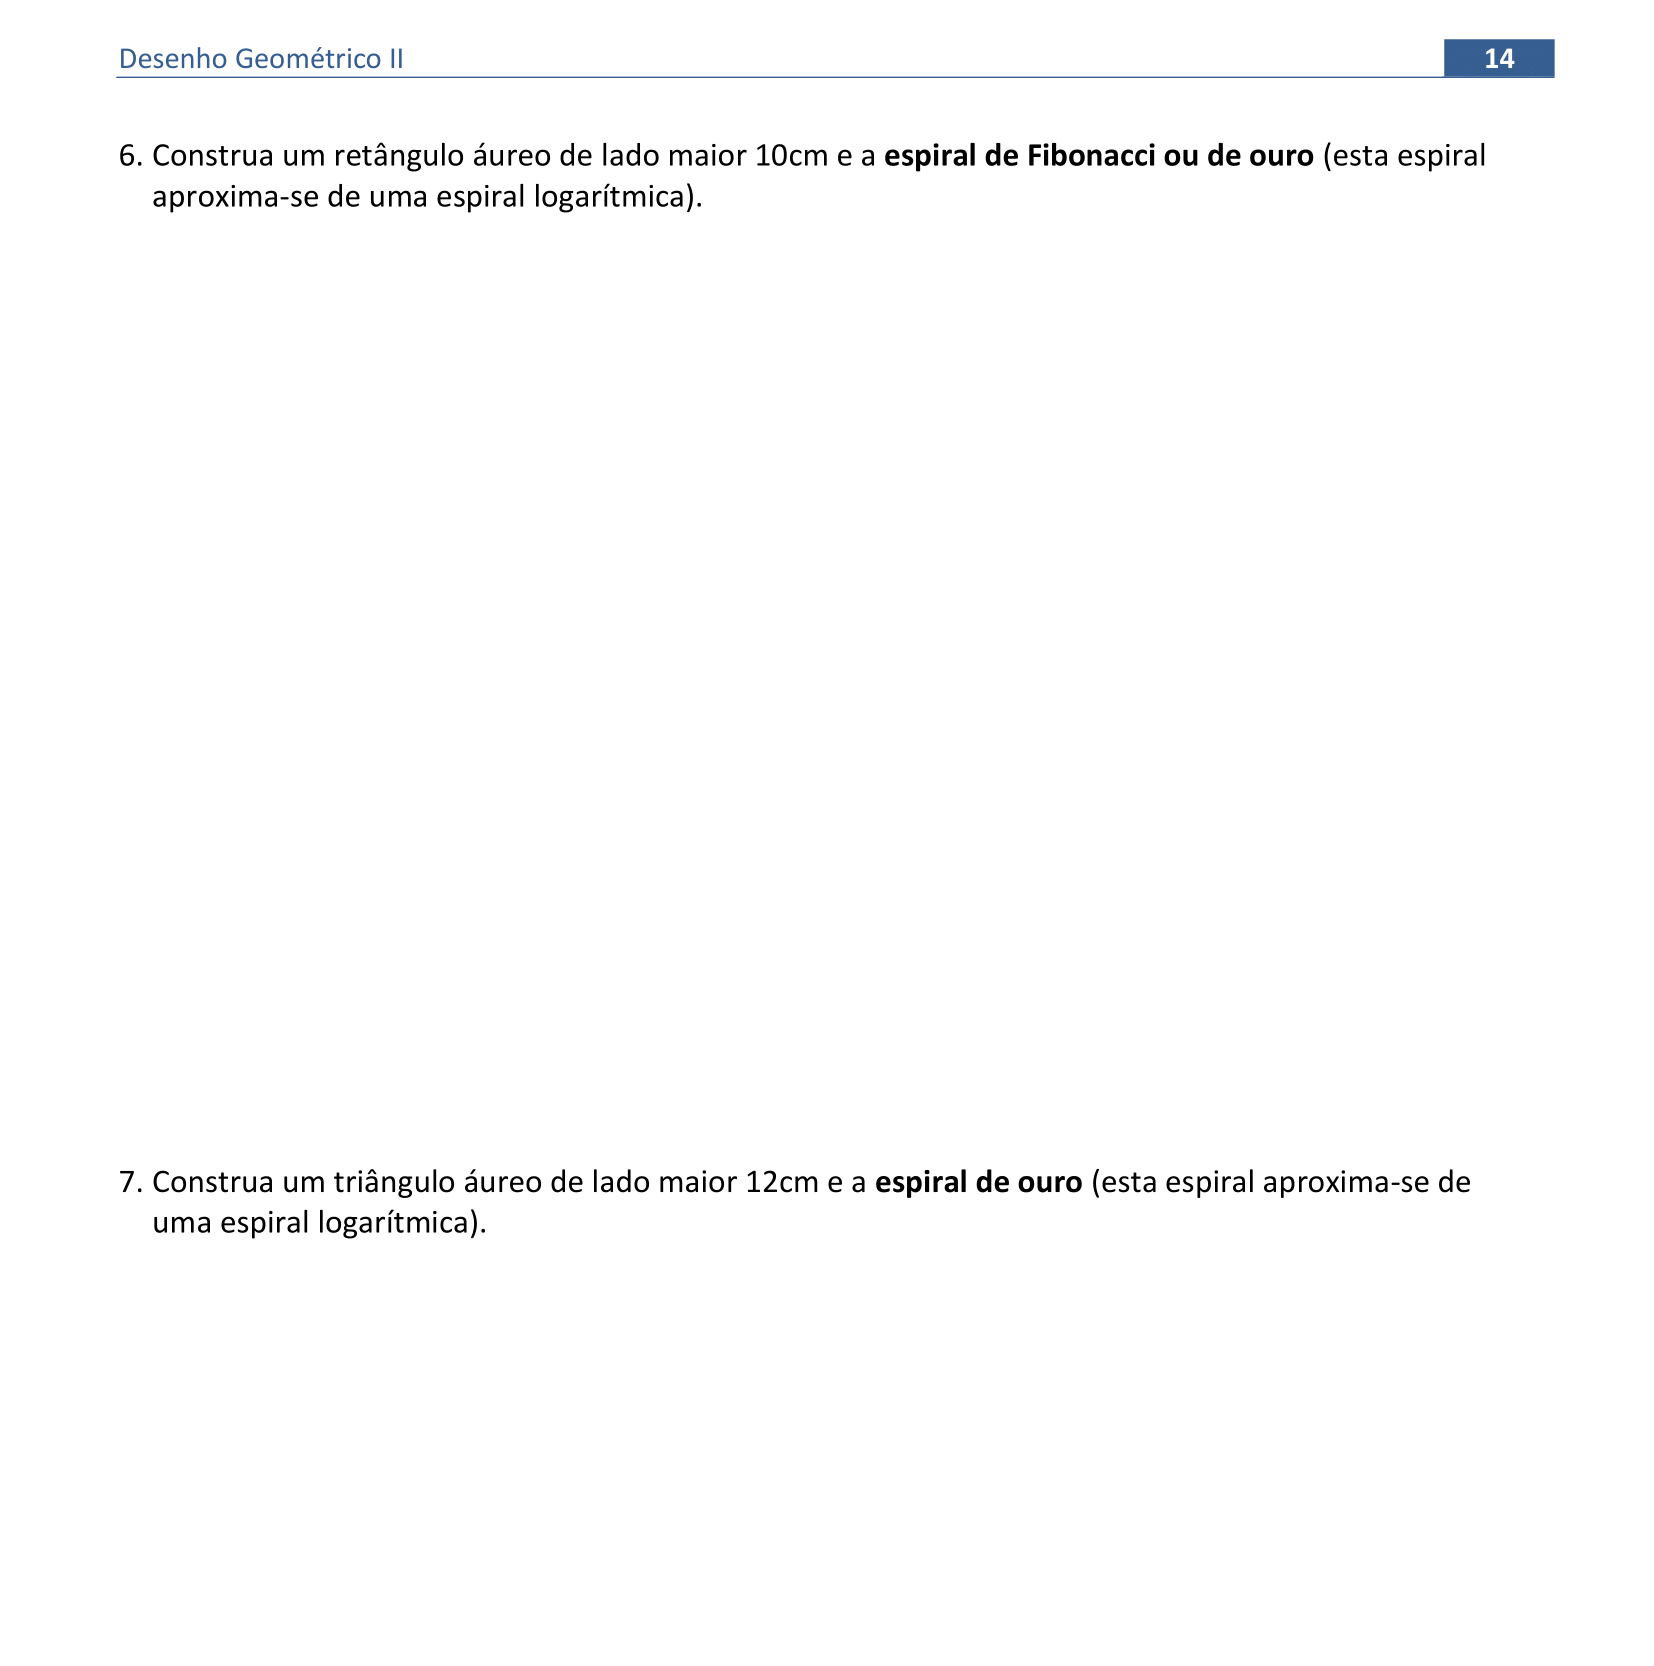 Desenho Geométrico II
14
6. Construa um retângulo áureo de lado maior 10cm e a espiral de Fibonacci ou de ouro (esta espiral
aproxima-se de uma espiral logarítmica).
7. Construa um triângulo áureo de lado maior 12cm e a espiral de ouro (esta espiral aproxima-se de
uma espiral logarítmica).